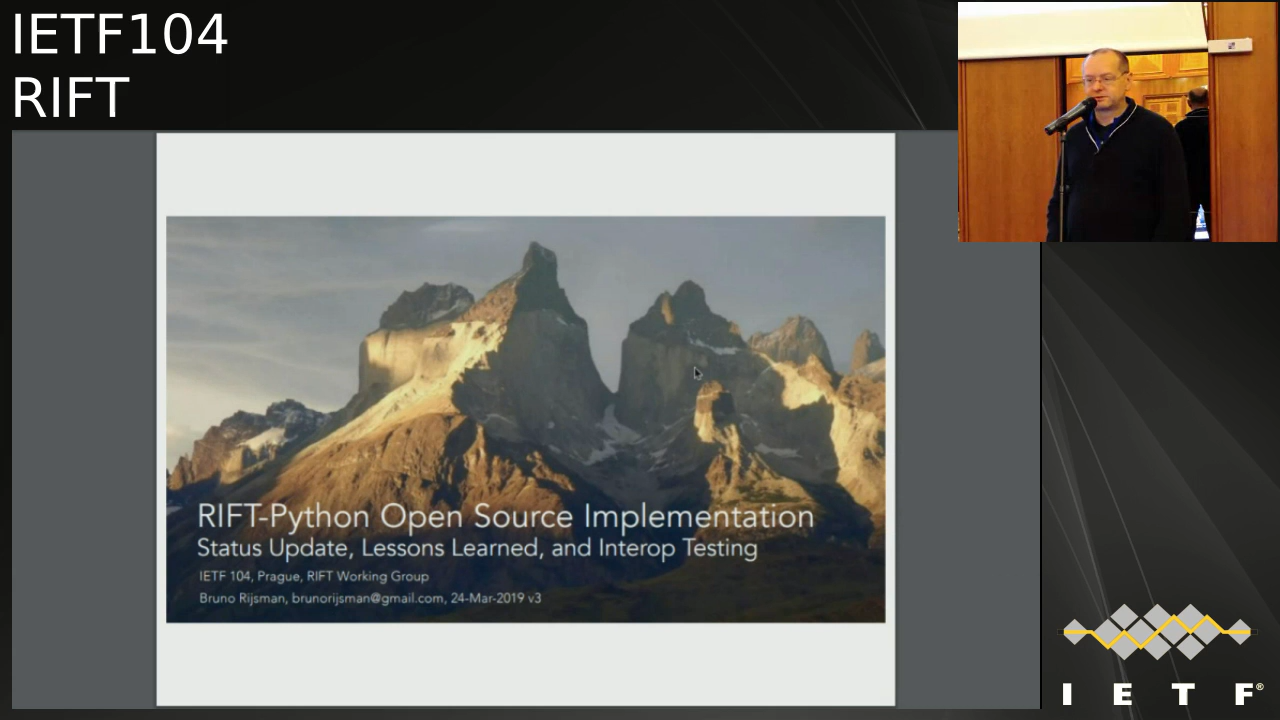 IETF104
RIFT
RIFT-Python Open Source Implementation
Status Update, Lessons Learned, and Interop Testing
IETF 104, Prague, RIFT Working Group
Bruno Rijsman, brunorijsman@gmail.com, 24-Mar-2019 v3
I E T F®